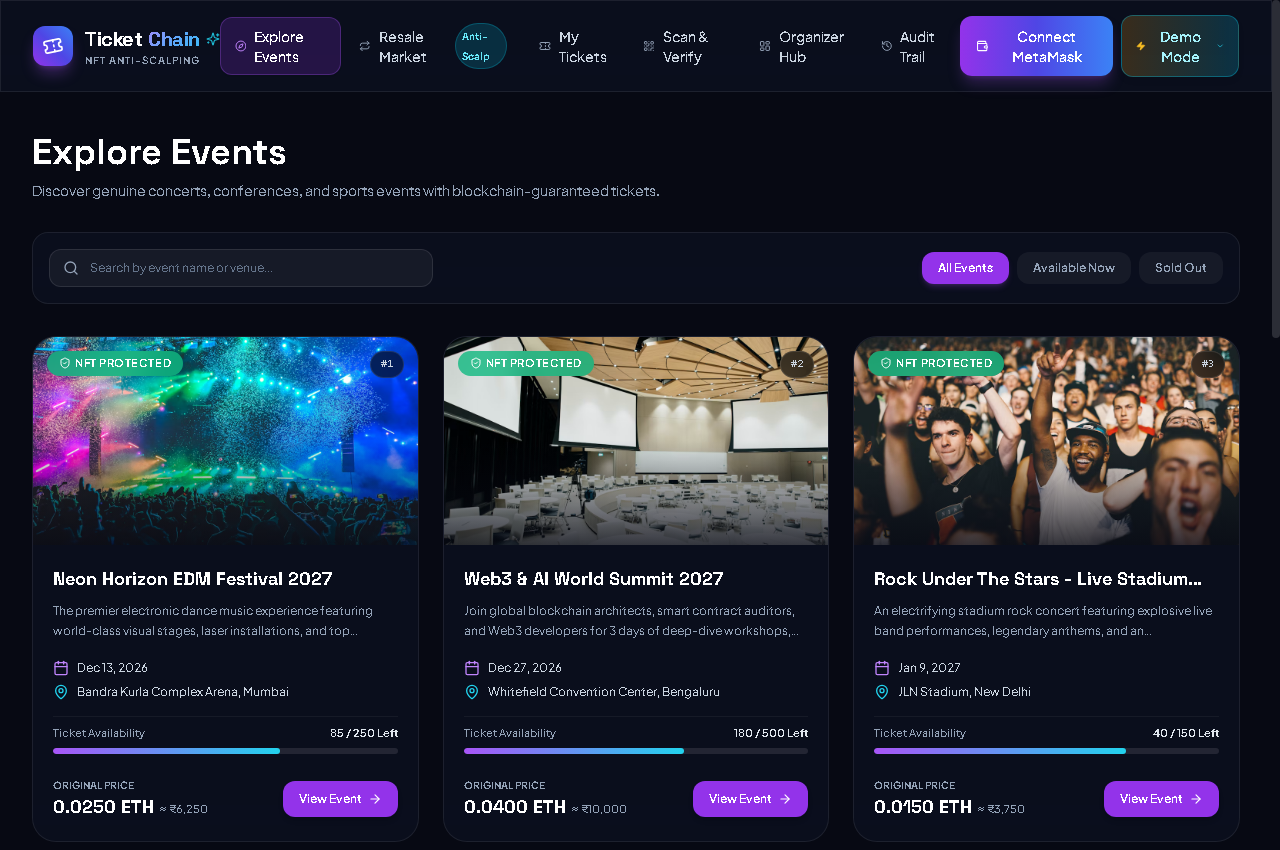 Ticket Chain
NFT ANTI-SCALPING
Explore
Events
Resale
Market
Anti-
Scalp
My
Tickets
Scan &
Verify
Organizer
Hub
Audit
Trail
Connect
MetaMask
Demo
Mode
Explore Events
Discover genuine concerts, conferences, and sports events with blockchain-guaranteed tickets.
Search by event name or venue...
All Events
Available Now
Sold Out
NFT PROTECTED
#1
Neon Horizon EDM Festival 2027
The premier electronic dance music experience featuring
world-class visual stages, laser installations, and top...
Dec 13, 2026
Bandra Kurla Complex Arena, Mumbai
Ticket Availability
85 / 250 Left
ORIGINAL PRICE
0.0250 ETH ≈ ₹6,250
View Event
NFT PROTECTED
#2
Web3 & AI World Summit 2027
Join global blockchain architects, smart contract auditors,
and Web3 developers for 3 days of deep-dive workshops,...
Dec 27, 2026
Whitefield Convention Center, Bengaluru
Ticket Availability
180 / 500 Left
ORIGINAL PRICE
0.0400 ETH ≈ ₹10,000
View Event
NFT PROTECTED
#3
Rock Under The Stars - Live Stadium...
An electrifying stadium rock concert featuring explosive live
band performances, legendary anthems, and an...
Jan 9, 2027
JLN Stadium, New Delhi
Ticket Availability
40 / 150 Left
ORIGINAL PRICE
0.0150 ETH ≈ ₹3,750
View Event